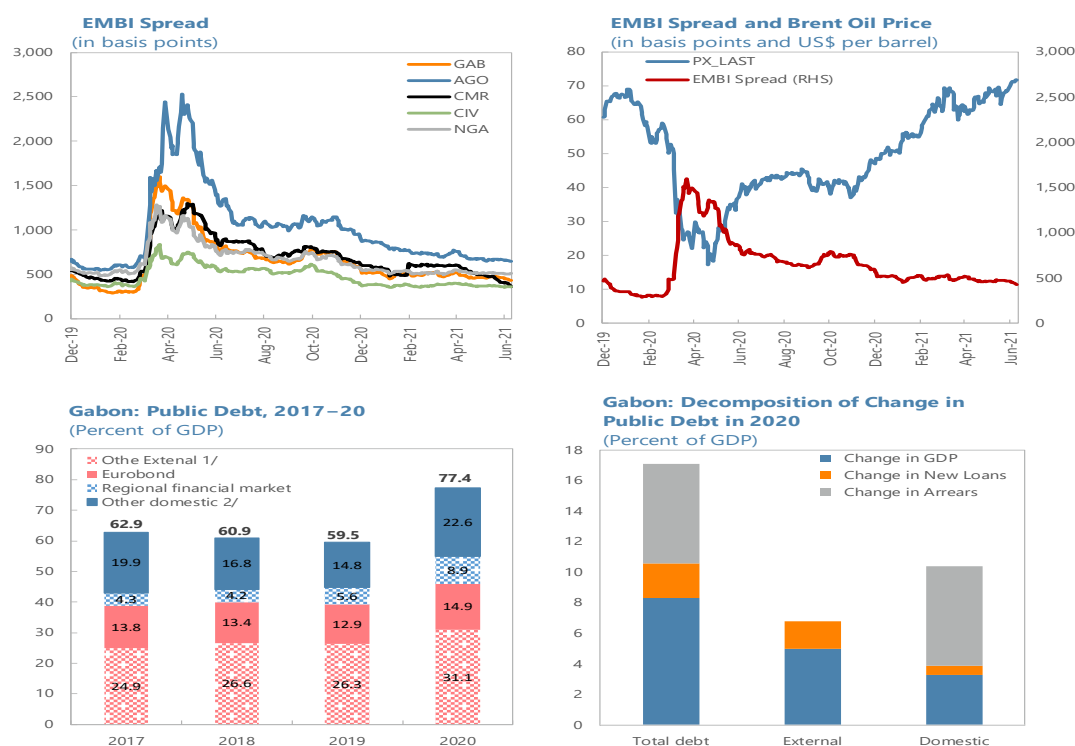 EMBI Spread
(in basis points)
3,000
2,500
2,000
1,500
1,000
500
0
GAB
AGO
CMR
CIV
NGA
Dec-19
Feb-20
Apr-20
Jun-20
Aug-20
Oct-20
Dec-20
Feb-21
Apr-21
Jun-21
EMBI Spread and Brent Oil Price
(in basis points and US$ per barrel)
80
70
60
50
40
30
20
10
0
PX_LAST
EMBI Spread (RHS)
3,000
2,500
2,000
1,500
1,000
500
0
Dec-19
Feb-20
Apr-20
Jun-20
Aug-20
Oct-20
Dec-20
Feb-21
Apr-21
Jun-21
Gabon: Public Debt, 2017–20
(Percent of GDP)
90
80
70
60
50
40
30
20
10
0
Othe Extenal 1/
Eurobond
Regional financial market
Other domestic 2/
62.9
60.9
59.5
77.4
19.9
16.8
14.8
22.6
4.3
4.2
5.6
8.9
13.8
13.4
12.9
14.9
24.9
26.6
26.3
31.1
2017
2018
2019
2020
Gabon: Decomposition of Change in
Public Debt in 2020
(Percent of GDP)
18
16
14
12
10
8
6
4
2
0
Change in GDP
Change in New Loans
Change in Arrears
Total debt
External
Domestic